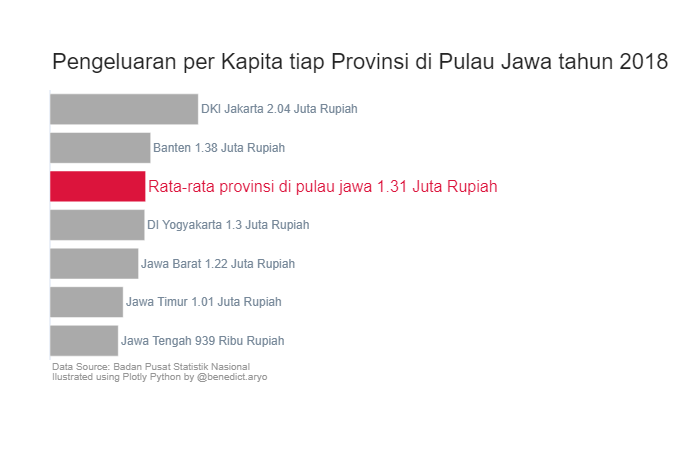 Pengeluaran per Kapita tiap Provinsi di Pulau Jawa tahun 2018
DKI Jakarta 2.04 Juta Rupiah
Banten 1.38 Juta Rupiah
Rata-rata provinsi di pulau jawa 1.31 Juta Rupiah
DI Yogyakarta 1.3 Juta Rupiah
Jawa Barat 1.22 Juta Rupiah
Jawa Timur 1.01 Juta Rupiah
Jawa Tengah 939 Ribu Rupiah
Data Source: Badan Pusat Statistik Nasional
Ilustrated using Plotly Python by @benedict.aryo